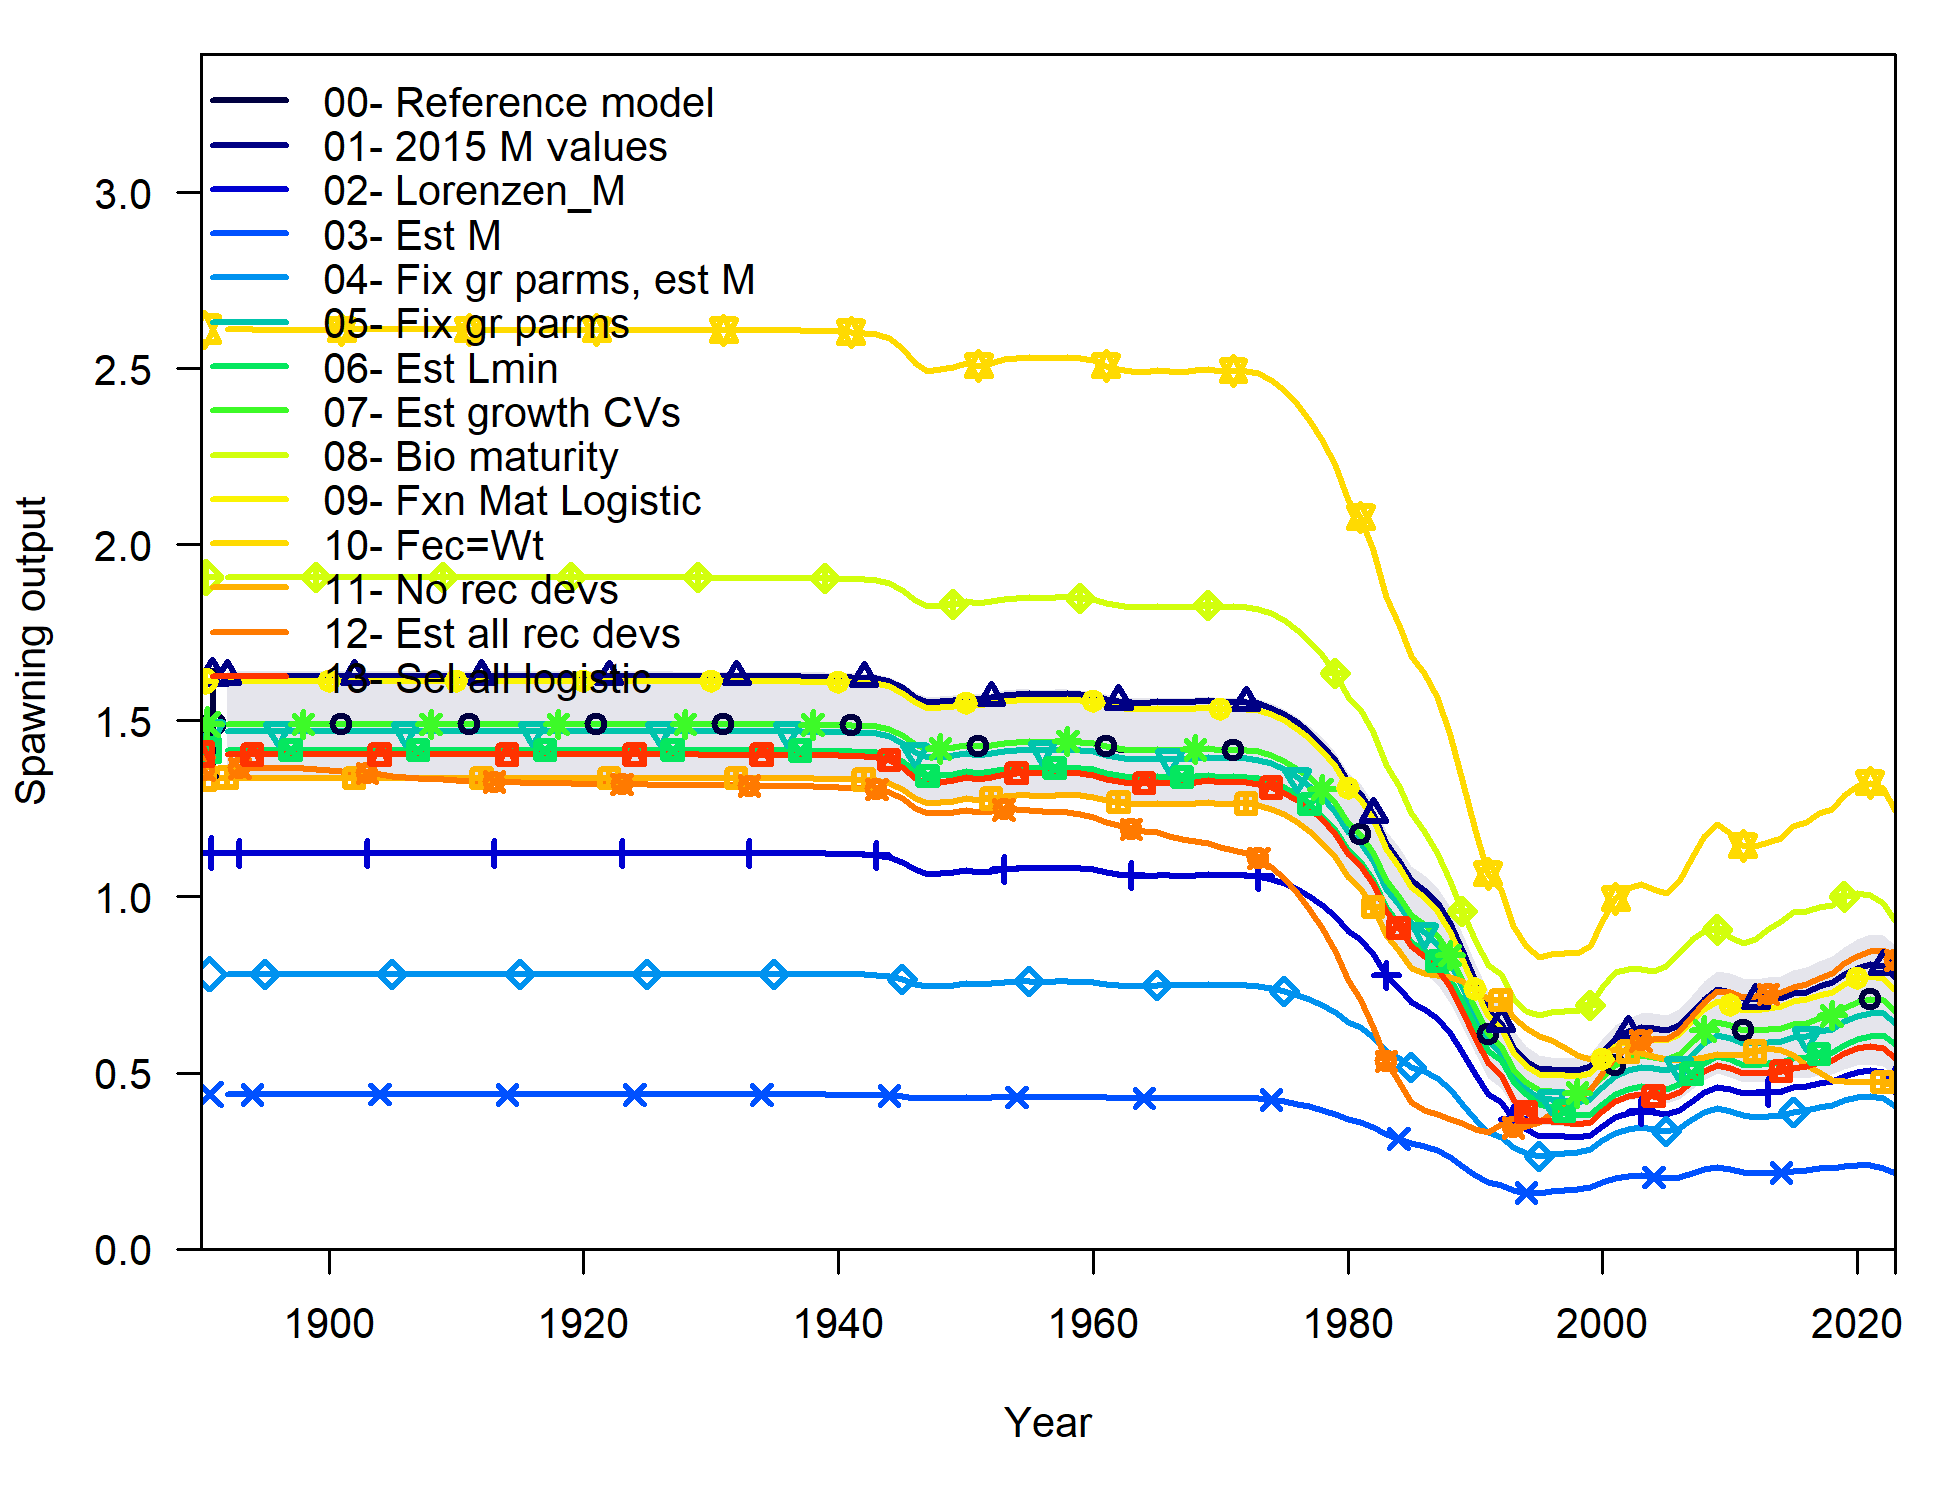 00- Reference model
01- 2015 M values
02- Lorenzen_M
03- Est M
04- Fix gr parms, est M
05- Fix gr parms
06- Est Lmin
07- Est growth CVs
08- Bio maturity
09- Fxn Mat Logistic
10- Fec=Wt
11- No rec devs
12- Est all rec devs
13- Sel all logistic
3.0
2.5
2.0
1.5
1.0
0.5
0.0
Spawning output
1900 1920 1940 1960 1980 2000 2020
Year